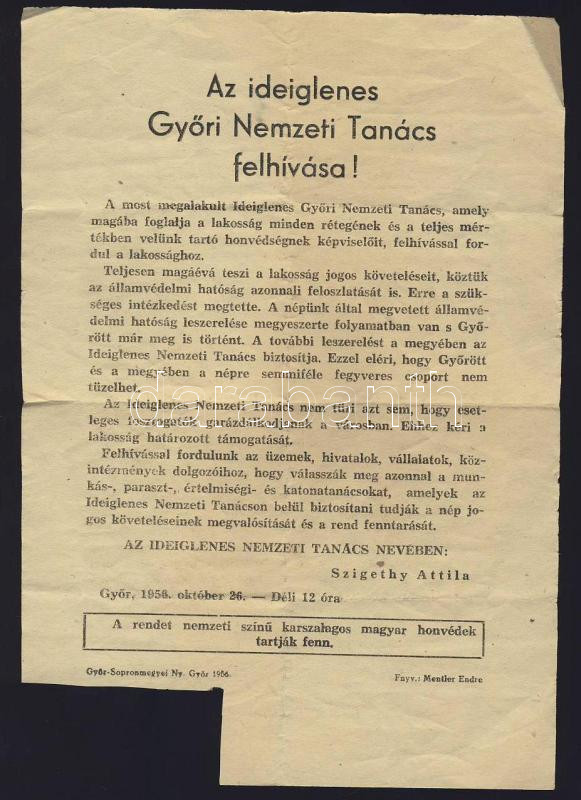 Az ideiglenes
Győri Nemzeti Tanács
felhívása!
A most megalakult Ideiglenes Győri Nemzeti Tanács, amely
magába foglalja a lakosság minden rétegének és a teljes mér-
tékben velünk tartó honvédségnek képviselőit, felhívással for-
dul a lakossághoz.
Teljesen magáévá teszi a lakosság jogos követeléseit, köztük
az államvédelmi hatóság azonnali feloszlatását is. Erre a szük-
séges intézkedést megtette. A népünk által megvetett államvé-
delmi hatóság leszerelése megyeszerte folyamatban van s Győ-
rött már meg is történt. A további leszerelést a megyében az
Ideiglenes Nemzeti Tanács biztosítja. Ezzel eléri, hogy Győrött
és a megyében a népre semmiféle fegyveres csoport nem
tüzelhet.
Az Ideiglenes Nemzeti Tanács nem tűri azt sem, hogy eset-
leges foszogatók garázdálkodjanak a városban. Ehhez kéri a
lakosság határozott támogatását.
Felhívással fordulunk az üzemek, hivatalok, vállalatok, köz-
intézmények dolgozóihoz, hogy válasszák meg azonnal a mun-
kás-, paraszt-, értelmiségi- és katonatanácsokat, amelyek az
Ideiglenes Nemzeti Tanácson belül biztosítani tudják a nép jo-
gos követeléseinek megvalósítását és a rend fenntarását.
AZ IDEIGLENES NEMZETI TANÁCS NEVÉBEN:
Szigethy Attila
Győr, 1956. október 26. — Déli 12 óra
A rendet nemzeti színű karszalagos magyar honvédek
tartják fenn.
Győr-Sopronmegyei Ny. Győr 1956.
Fnyv.: Mentler Endre
darabanth